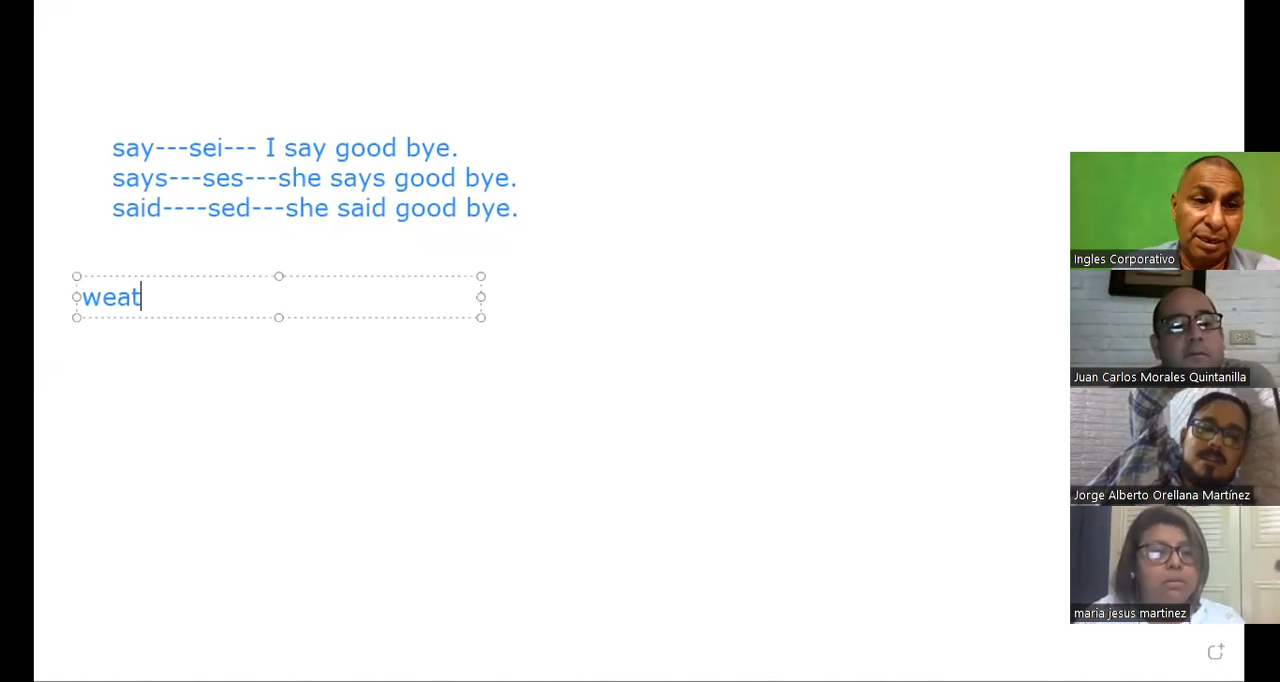 say---sei--- I say good bye.
says---ses---she says good bye.
said----sed---she said good bye.
weat
Ingles Corporativo
Juan Carlos Morales Quintanilla
Jorge Alberto Orellana Martínez
maria jesus martinez